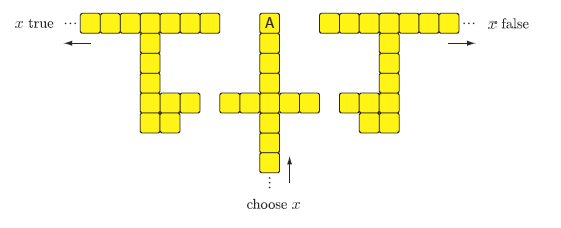 x true ⋯ A ⋯ x false
⋮
choose x